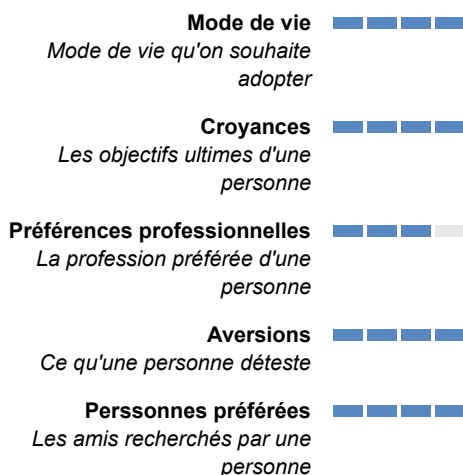 Mode de vie
Mode de vie qu'on souhaite
adopter
Croyances
Les objectifs ultimes d'une
personne
Préférences professionnelles
La profession préférée d'une
personne
Aversions
Ce qu'une personne déteste
Perssonnes préférées
Les amis recherchés par une
personne